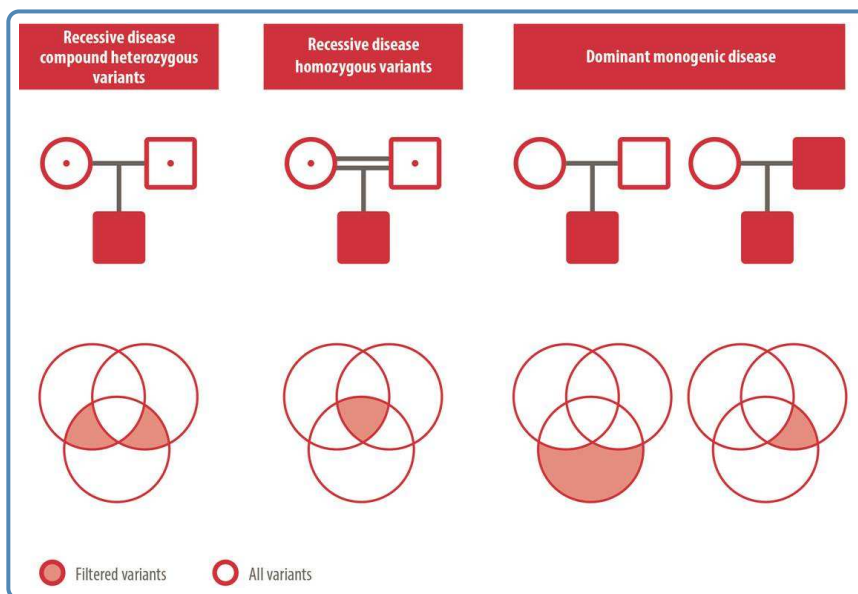 Recessive disease
compound heterozygous
variants
Recessive disease
homozygous variants
Dominant monogenic disease
Filtered variants
All variants